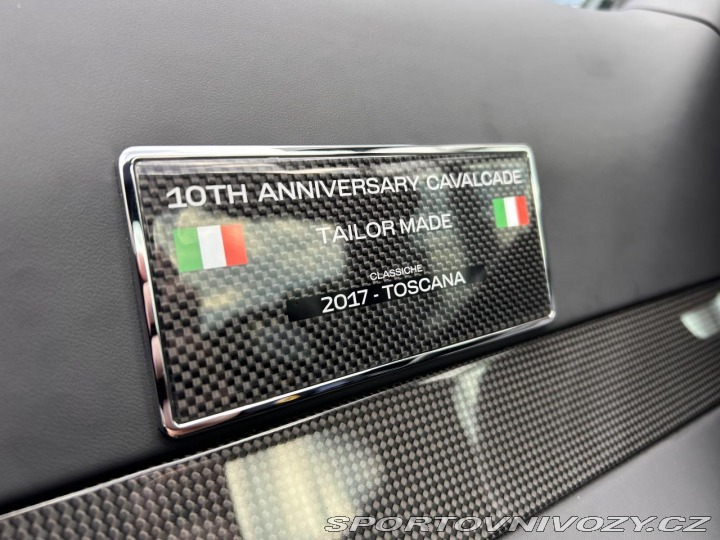 10TH ANNIVERSARY CAVALCADE
TAILOR MADE
CLASSICHE
2017 - TOSCANA
SPORTOVNIVOZY.CZ